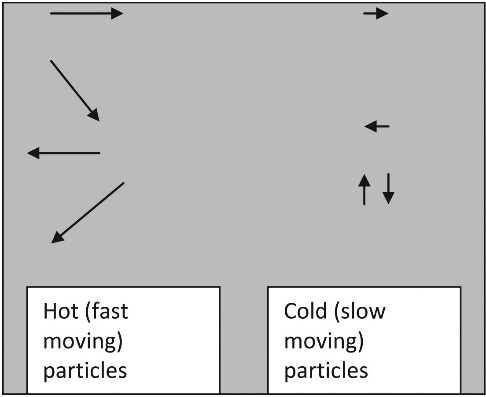 Hot (fast
moving)
particles
Cold (slow
moving)
particles